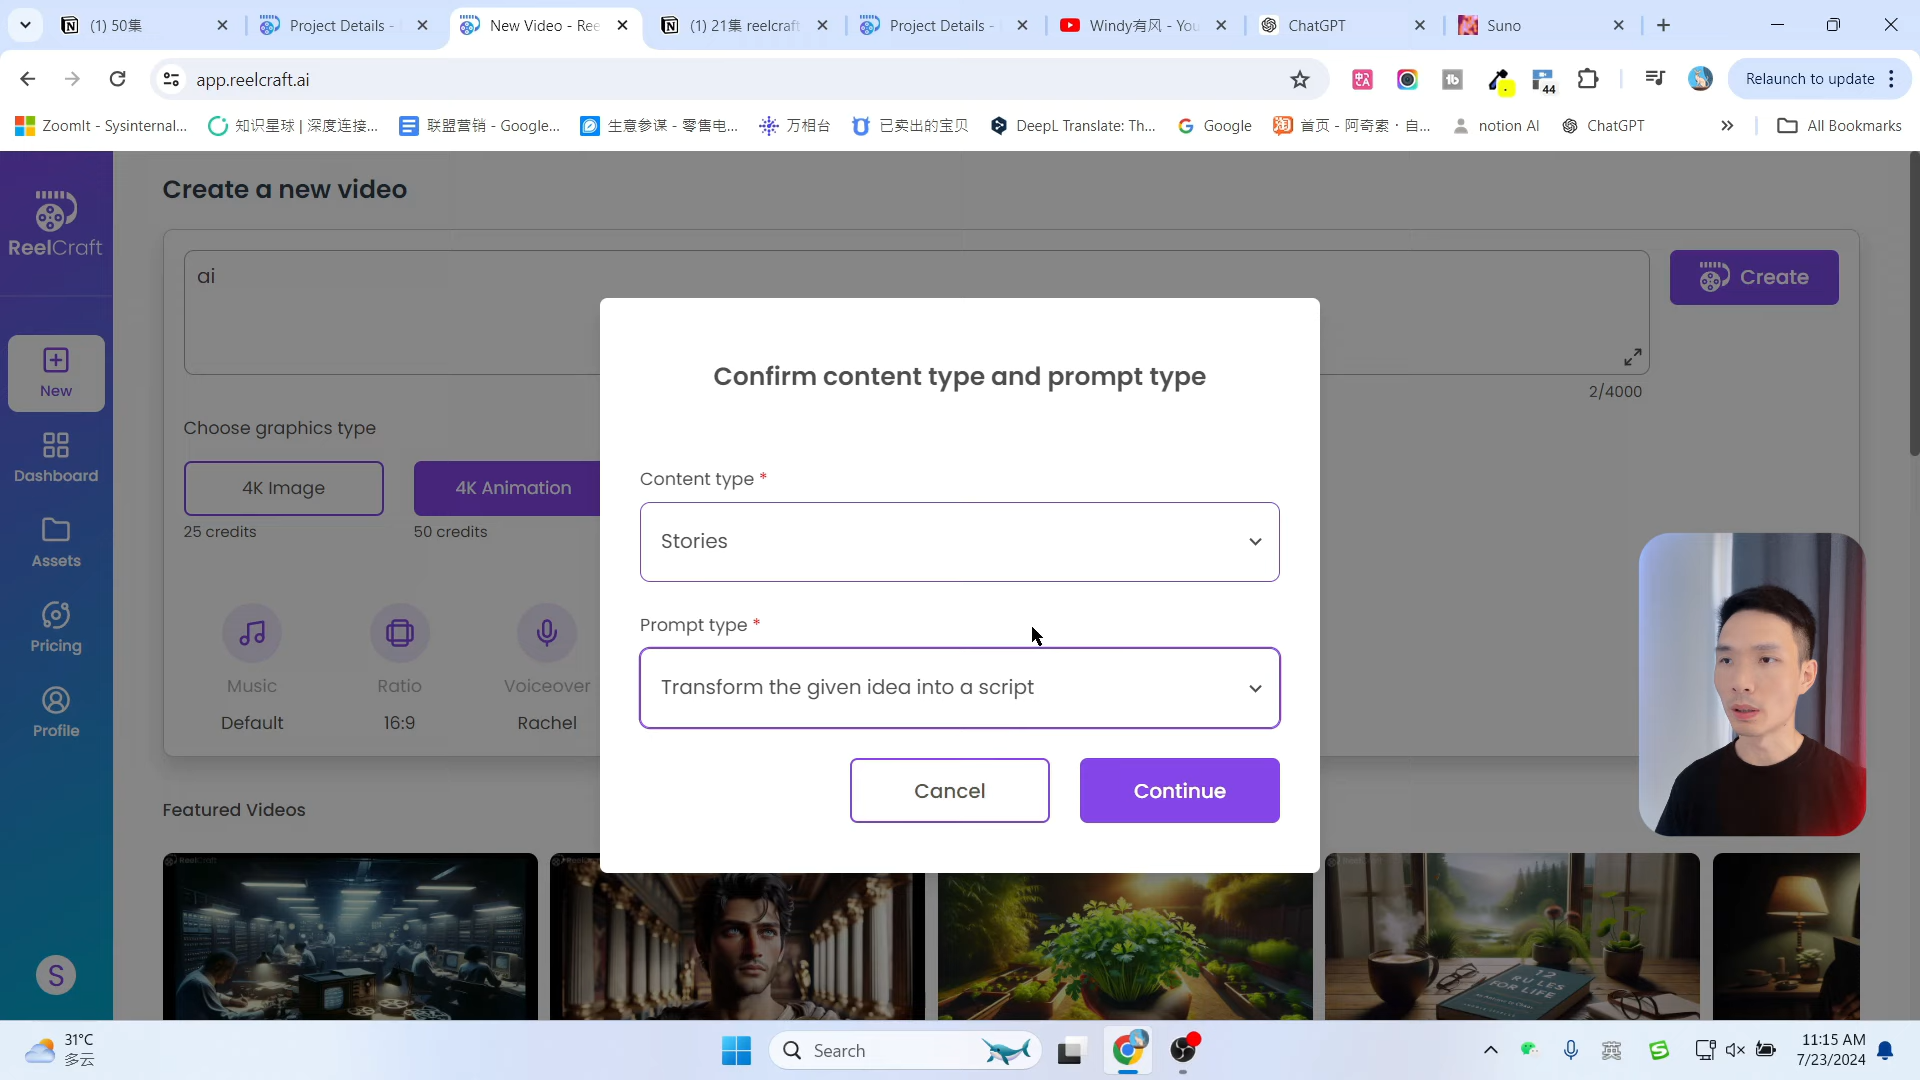 (1) 50集
Project Details -
New Video - Ree
(1) 21集 reelcraft
Project Details -
Windy有风 - You
ChatGPT
Suno
app.reelcraft.ai
44
Relaunch to update
ZoomIt - Sysinternal...
知识星球 | 深度连接...
联盟营销 - Google...
生意参谋 - 零售电...
万相台
已卖出的宝贝
DeepL Translate: Th...
Google
首页 - 阿奇索 · 自...
notion AI
ChatGPT
All Bookmarks
ReelCraft
New
Dashboard
Assets
Pricing
Profile
S
Create a new video
ai
Create
2/4000
Choose graphics type
4K Image
4K Animation
25 credits
50 credits
Music
Ratio
Voiceover
Default
16:9
Rachel
Confirm content type and prompt type
Content type *
Stories
Prompt type *
Transform the given idea into a script
Cancel
Continue
Featured Videos
12
RULES
FOR LIFE
31°C
多云
Search
英
11:15 AM
7/23/2024